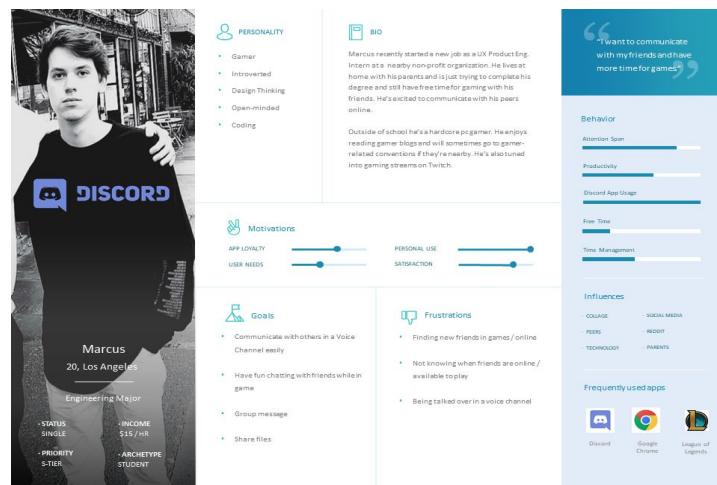 DISCORD
Marcus
20, Los Angeles
Engineering Major
- STATUS
SINGLE
- INCOME
$15 / HR
- PRIORITY
S-TIER
- ARCHETYPE
STUDENT
PERSONALITY
• Gamer
• Introverted
• Design Thinking
• Open-minded
• Coding
BIO
Marcus recently started a new job as a UX Product Eng.
Intern at a nearby non-profit organization. He lives at
home with his parents and is just trying to complete his
degree and still have free time for gaming with his
friends. He's excited to communicate with his peers
online.
Outside of school he's a hardcore pc gamer. He enjoys
reading gamer blogs and will sometimes go to gamer-
related conventions if they're nearby. He's also tuned
into gaming streams on Twitch.
Motivations
APP LOYALTY
USER NEEDS
PERSONAL USE
SATISFACTION
Goals
• Communicate with others in a Voice
Channel easily
• Have fun chatting with friends while in
game
• Group message
• Share files
Frustrations
• Finding new friends in games / online
• Not knowing when friends are online /
available to play
• Being talked over in a voice channel
“I want to communicate
with my friends and have
more time for games”
Behavior
Attention Span
Productivity
Discord App Usage
Free Time
Time Management
Influences
- COLLAGE
- SOCIAL MEDIA
- PEERS
- REDDIT
- TECHNOLOGY
- PARENTS
Frequently used apps
Discord
Google
Chrome
League of
Legends